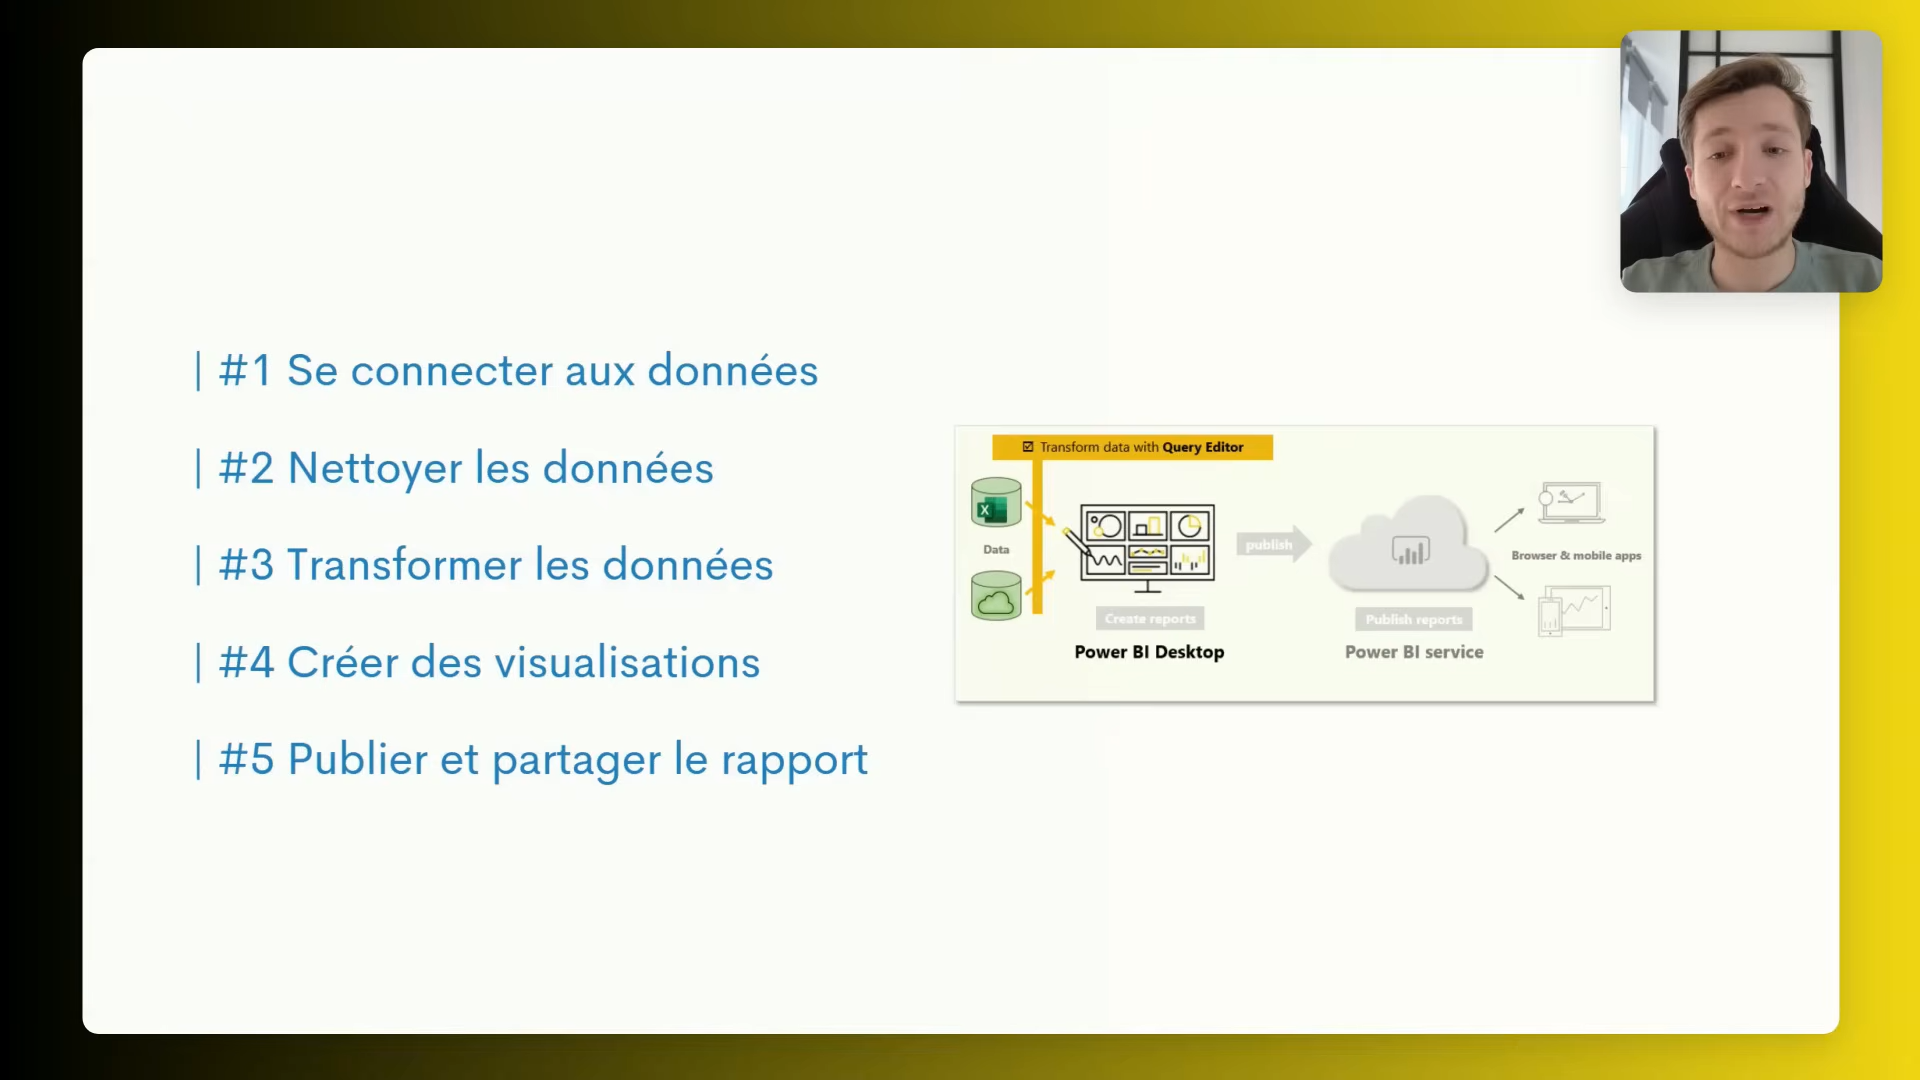 | #1 Se connecter aux données
| #2 Nettoyer les données
| #3 Transformer les données
| #4 Créer des visualisations
| #5 Publier et partager le rapport
Transform data with Query Editor
X
Data
publish
Browser & mobile apps
Create reports
Publish reports
Power BI Desktop
Power BI service